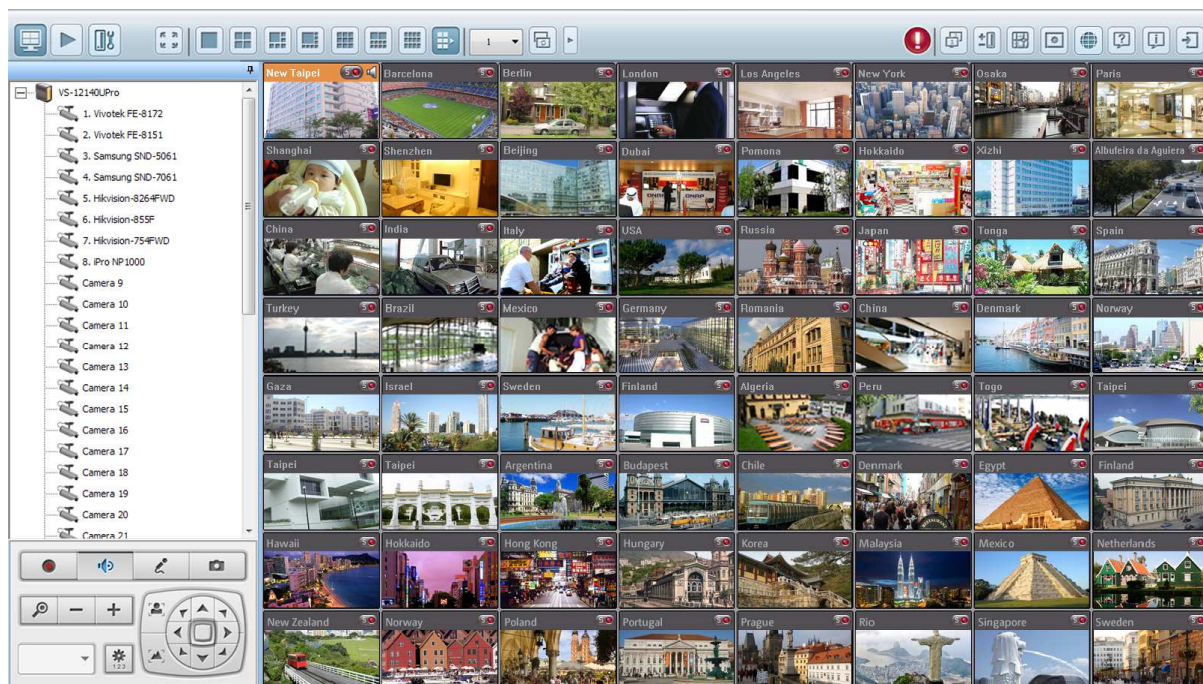 1
VS-12140UPro
1. Vivotek FE-8172
2. Vivotek FE-8151
3. Samsung SND-5061
4. Samsung SND-7061
5. Hikvision-8264FWD
6. Hikvision-855F
7. Hikvision-754FWD
8. iPro NP1000
Camera 9
Camera 10
Camera 11
Camera 12
Camera 13
Camera 14
Camera 15
Camera 16
Camera 17
Camera 18
Camera 19
Camera 20
Camera 21
123
New Taipei Barcelona Berlin London Los Angeles New York Osaka Paris
Shanghai Shenzhen Beijing Dubai Pomona Hokkaido Xizhi Albufeira da Aguiera
China India Italy USA Russia Japan Tonga Spain
Turkey Brazil Mexico Germany Romania China Denmark Norway
Gaza Israel Sweden Finland Algeria Peru Togo Taipei
Taipei Taipei Argentina Budapest Chile Denmark Egypt Finland
Hawaii Hokkaido Hong Kong Hungary Korea Malaysia Mexico Netherlands
New Zealand Norway Poland Portugal Prague Rio Singapore Sweden